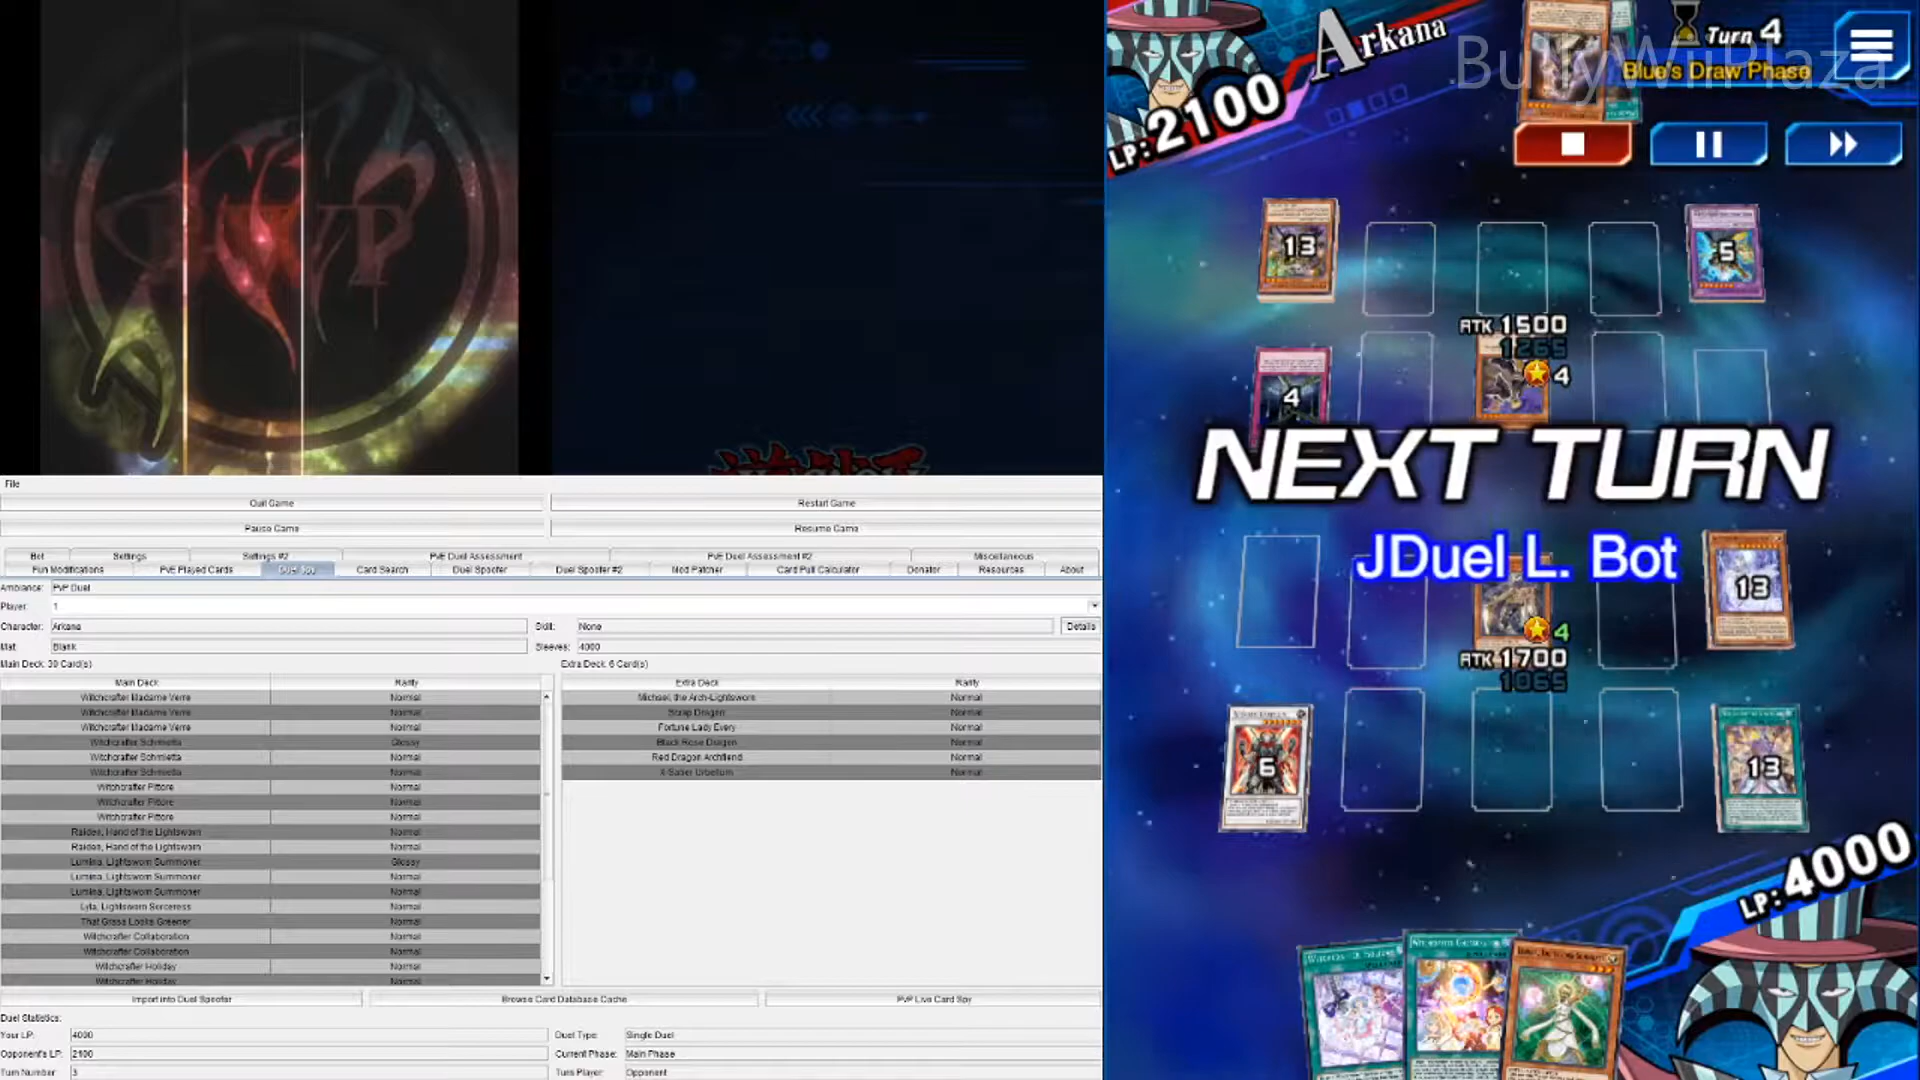 Arkana
LP:2100
Turn 4
Blue's Draw Phase
BullyWiiPlaza
13
5
ATK 1500
1265
4
4
NEXT TURN
JDuel L. Bot
13
4
ATK 1700
1065
6
13
LP:4000
File
Quit Game
Restart Game
Pause Game
Resume Game
Bot
Settings
Settings #2
PvE Duel Assessment
PvE Duel Assessment #2
Miscellaneous
Fun Modifications
PvE Played Cards
Duel Spy
Card Search
Duel Spoofer
Duel Spoofer #2
Mod Patcher
Card Pull Calculator
Donator
Resources
About
Ambiance: PvP Duel
Player: 1
Character: Arkana
Skill: None
Details
Mat: Blank
Sleeves: 4000
Main Deck: 30 Card(s)
Extra Deck: 6 Card(s)
Main Deck Rarity
Extra Deck Rarity
Witchcrafter Madame Verre Normal
Witchcrafter Madame Verre Normal
Witchcrafter Madame Verre Normal
Witchcrafter Schmietta Glossy
Witchcrafter Schmietta Normal
Witchcrafter Schmietta Normal
Witchcrafter Pittore Normal
Witchcrafter Pittore Normal
Witchcrafter Pittore Normal
Raiden, Hand of the Lightsworn Normal
Raiden, Hand of the Lightsworn Normal
Lumina, Lightsworn Summoner Glossy
Lumina, Lightsworn Summoner Normal
Lumina, Lightsworn Summoner Normal
Lyla, Lightsworn Sorceress Normal
That Grass Looks Greener Normal
Witchcrafter Collaboration Normal
Witchcrafter Collaboration Normal
Witchcrafter Holiday Normal
Witchcrafter Holiday Normal
Michael, the Arch-Lightsworn Normal
Scrap Dragon Normal
Fortune Lady Every Normal
Black Rose Dragon Normal
Red Dragon Archfiend Normal
X-Saber Urbellum Normal
Import into Duel Spoofer
Browse Card Database Cache
PvP Live Card Spy
Duel Statistics:
Your LP: 4000
Duel Type: Single Duel
Opponent's LP: 2100
Current Phase: Main Phase
Turn Number: 3
Turn Player: Opponent